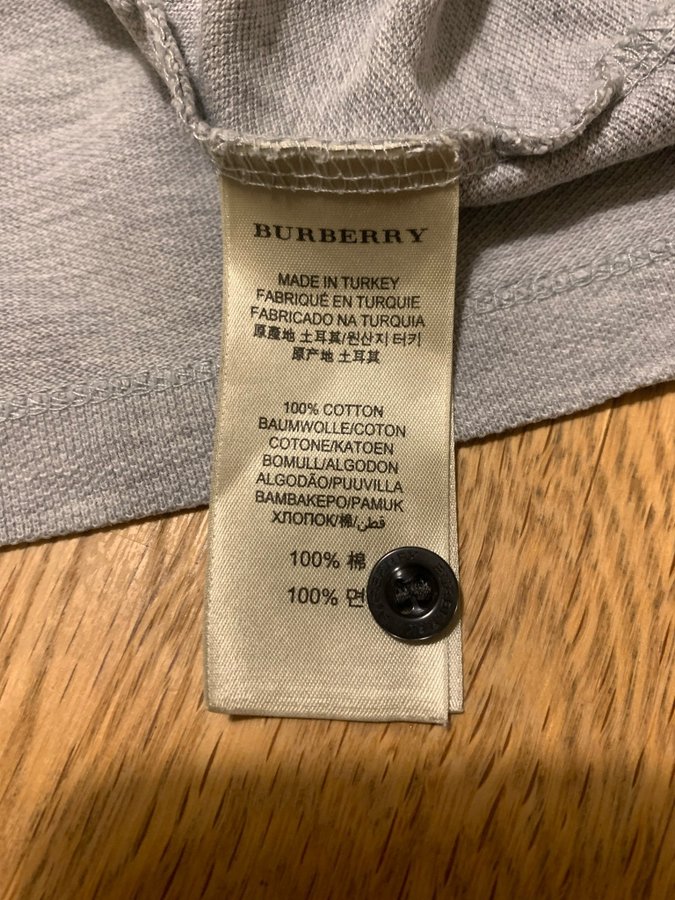 BURBERRY
MADE IN TURKEY
FABRIQUÉ EN TURQUIE
FABRICADO NA TURQUIA
原產地 土耳其/원산지 터키
原产地 土耳其
100% COTTON
BAUMWOLLE/COTON
COTONE/KATOEN
BOMULL/ALGODON
ALGODÃO/PUUVILLA
BAMBAKEPO/PAMUK
ХЛОПОК/棉/قطن
100% 棉
100% 면